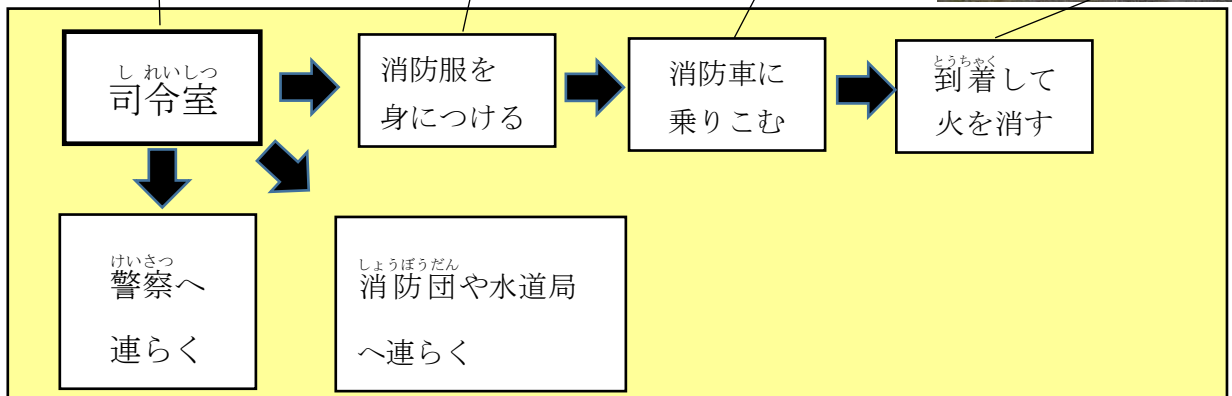 しれいしつ
司令室
消防服を
身につける
消防車に
乗りこむ
とうちゃく
到着して
火を消す
けいさつ
警察へ
連らく
しょうぼうだん
消防団や水道局
へ連らく